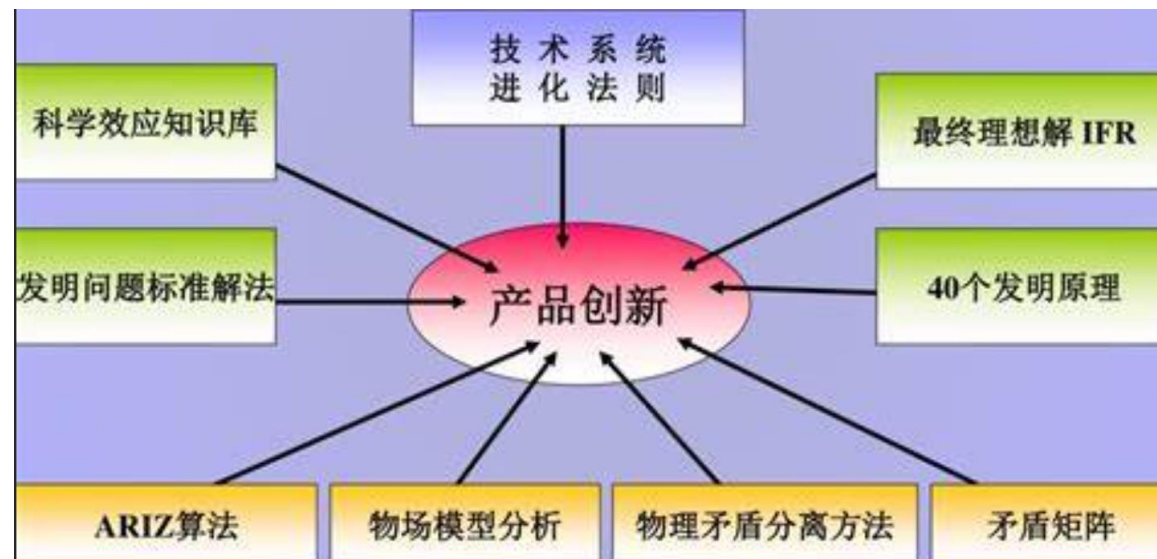 技术系统
进化法则
科学效应知识库
最终理想解 IFR
发明问题标准解法
产品创新
40个发明原理
ARIZ算法
物场模型分析
物理矛盾分离方法
矛盾矩阵